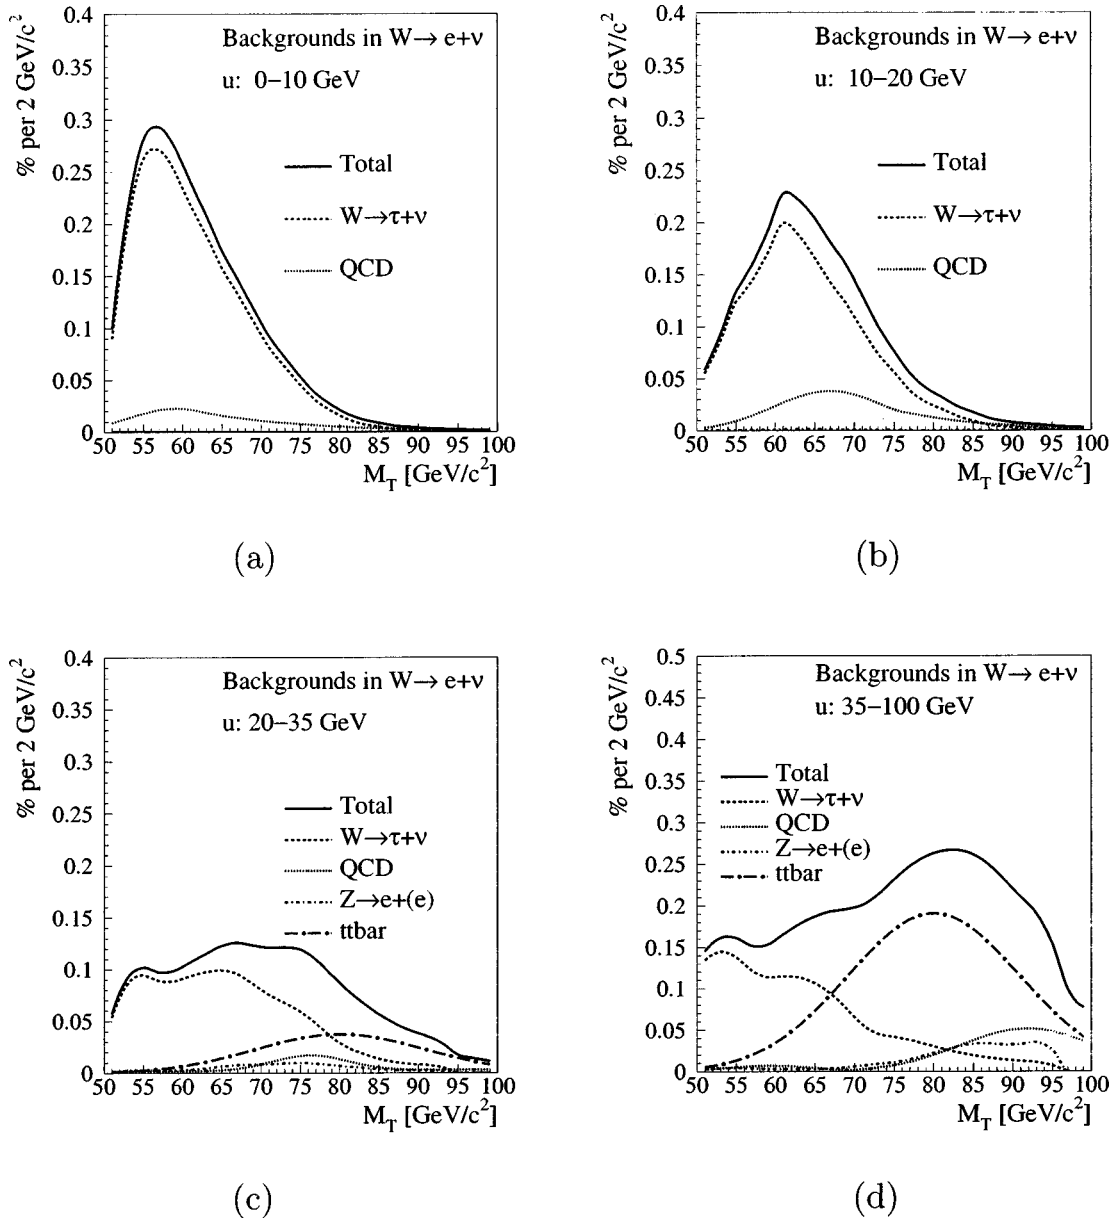 % per 2 GeV/c²
0.4
0.35
0.3
0.25
0.2
0.15
0.1
0.05
0
Backgrounds in W→ e+ν
u: 0–10 GeV
Total
W→τ+ν
QCD
50 55 60 65 70 75 80 85 90 95 100
M_T [GeV/c²]
(a)
% per 2 GeV/c²
0.4
0.35
0.3
0.25
0.2
0.15
0.1
0.05
0
Backgrounds in W→ e+ν
u: 10–20 GeV
Total
W→τ+ν
QCD
50 55 60 65 70 75 80 85 90 95 100
M_T [GeV/c²]
(b)
% per 2 GeV/c²
0.4
0.35
0.3
0.25
0.2
0.15
0.1
0.05
0
Backgrounds in W→ e+ν
u: 20–35 GeV
Total
W→τ+ν
QCD
Z→e+(e)
ttbar
50 55 60 65 70 75 80 85 90 95 100
M_T [GeV/c²]
(c)
% per 2 GeV/c²
0.5
0.45
0.4
0.35
0.3
0.25
0.2
0.15
0.1
0.05
0
Backgrounds in W→ e+ν
u: 35–100 GeV
Total
W→τ+ν
QCD
Z→e+(e)
ttbar
50 55 60 65 70 75 80 85 90 95 100
M_T [GeV/c²]
(d)